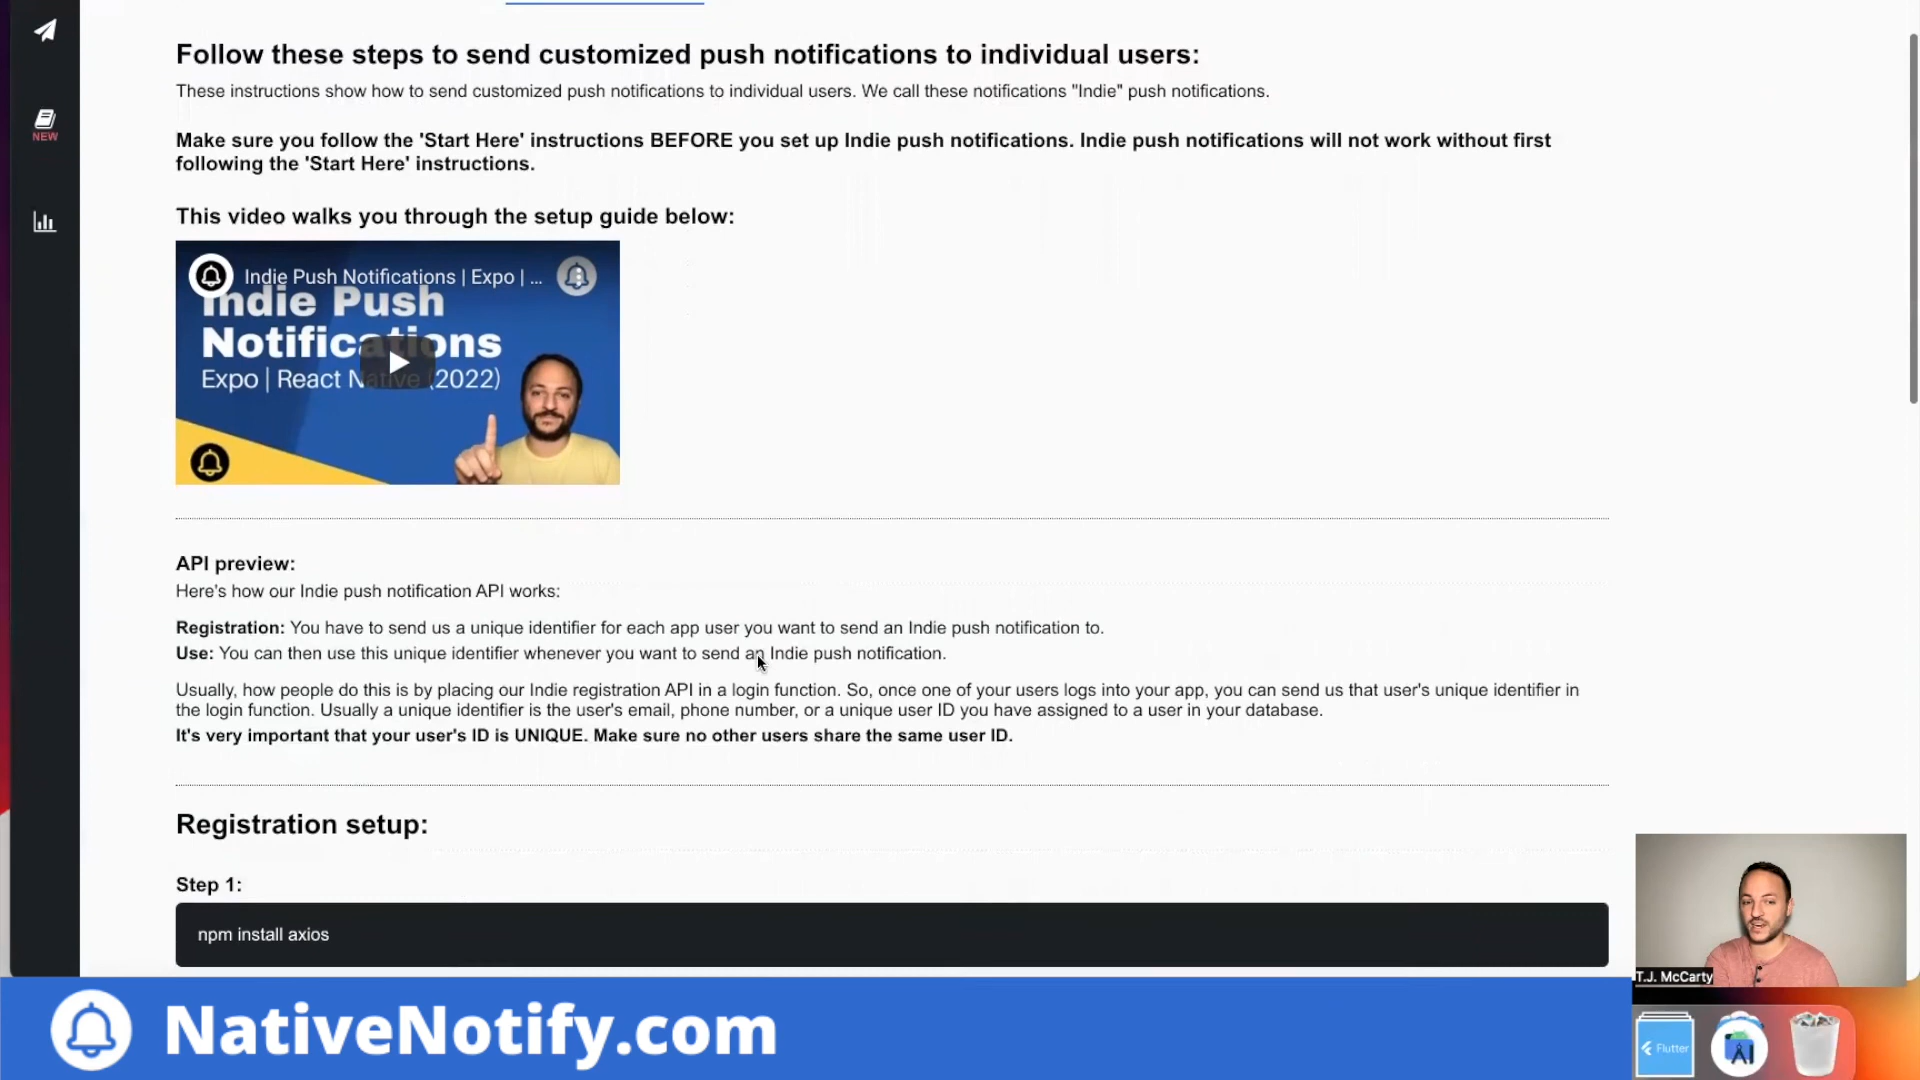 Follow these steps to send customized push notifications to individual users:
These instructions show how to send customized push notifications to individual users. We call these notifications "Indie" push notifications.
Make sure you follow the 'Start Here' instructions BEFORE you set up Indie push notifications. Indie push notifications will not work without first
following the 'Start Here' instructions.
NEW
This video walks you through the setup guide below:
Indie Push Notifications | Expo | ...
Indie Push
Notifications
Expo | React Native (2022)
API preview:
Here's how our Indie push notification API works:
Registration: You have to send us a unique identifier for each app user you want to send an Indie push notification to.
Use: You can then use this unique identifier whenever you want to send an Indie push notification.
Usually, how people do this is by placing our Indie registration API in a login function. So, once one of your users logs into your app, you can send us that user's unique identifier in
the login function. Usually a unique identifier is the user's email, phone number, or a unique user ID you have assigned to a user in your database.
It's very important that your user's ID is UNIQUE. Make sure no other users share the same user ID.
Registration setup:
Step 1:
npm install axios
T.J. McCarty
NativeNotify.com
Flutter